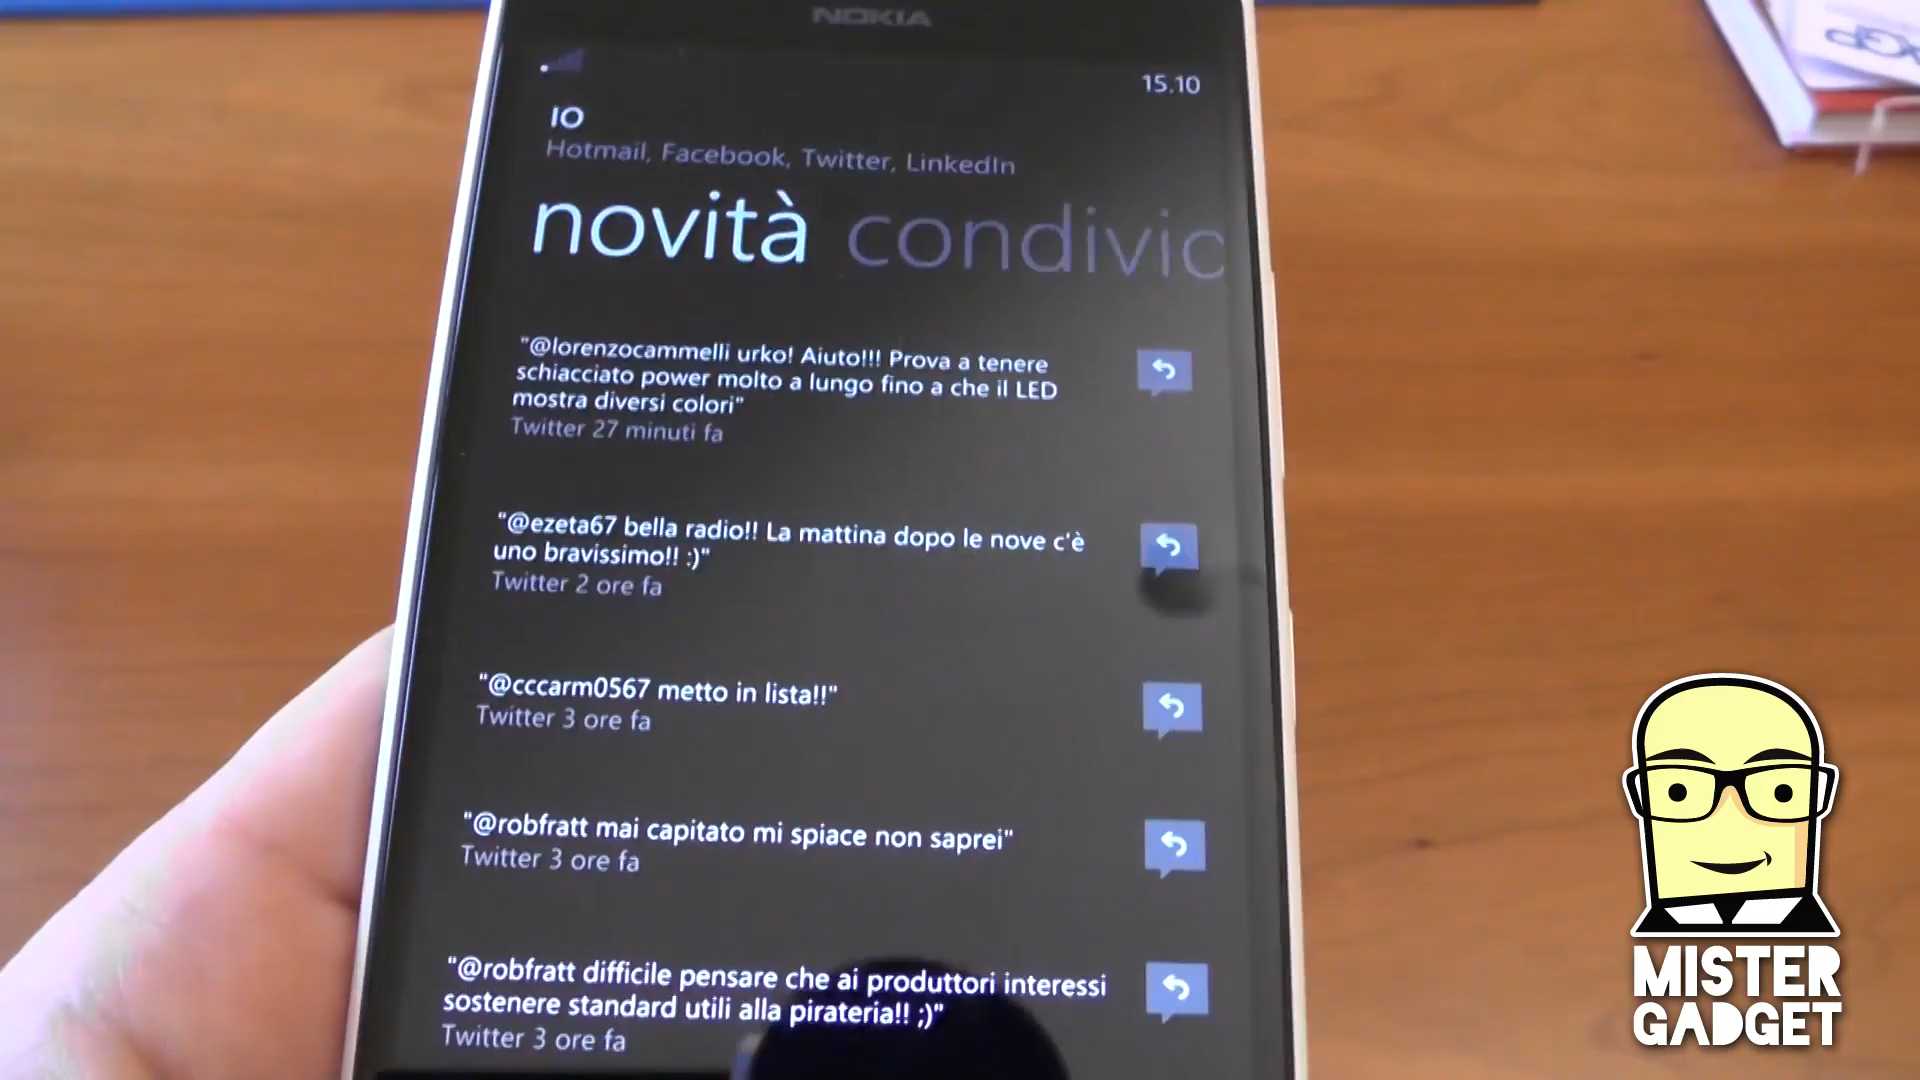 NOKIA
15.10
IO
Hotmail, Facebook, Twitter, LinkedIn
novità condivic
"@lorenzocammelli urko! Aiuto!!! Prova a tenere
schiacciato power molto a lungo fino a che il LED
mostra diversi colori"
Twitter 27 minuti fa
"@ezeta67 bella radio!! La mattina dopo le nove c'è
uno bravissimo!! :)"
Twitter 2 ore fa
"@cccarm0567 metto in lista!!"
Twitter 3 ore fa
"@robfratt mai capitato mi spiace non saprei"
Twitter 3 ore fa
"@robfratt difficile pensare che ai produttori interessi
sostenere standard utili alla pirateria!! ;)"
Twitter 3 ore fa
MISTER
GADGET